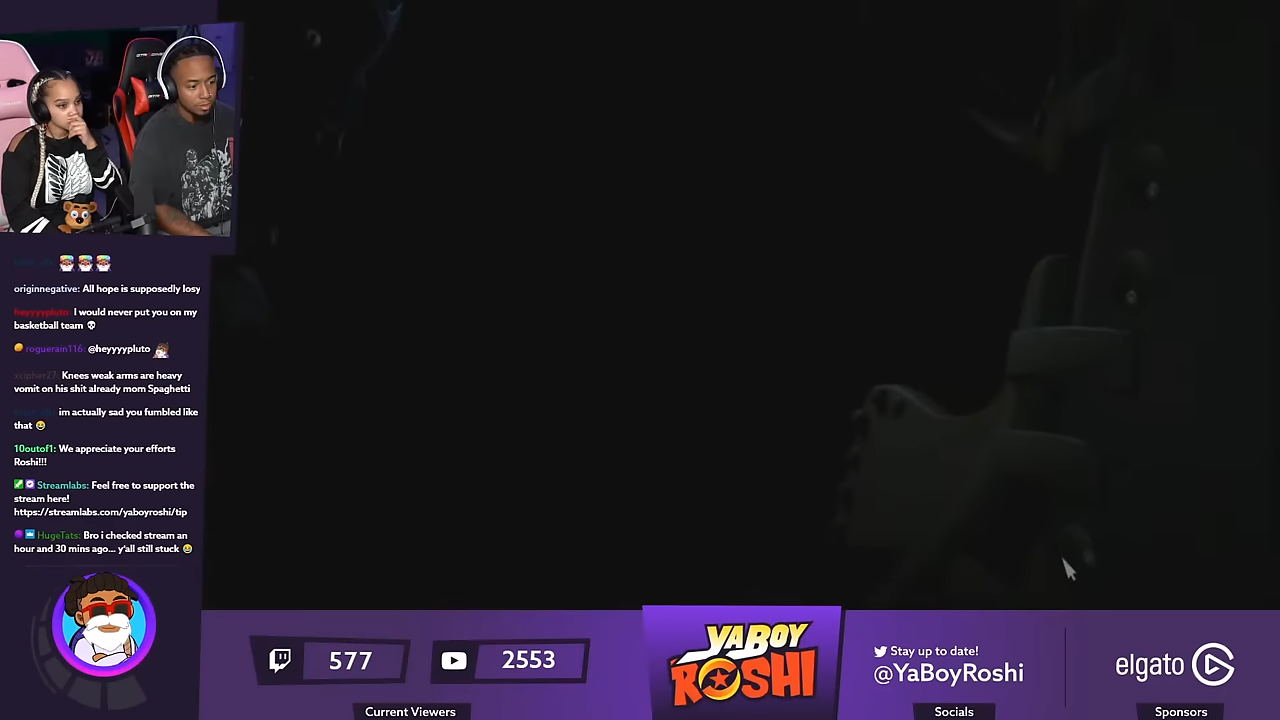 originnegative: All hope is supposedly losy
heyyyypluto: I would never put you on my
basketball team 💀
roguerain116: @heyyyypluto
xcipher27: Knees weak arms are heavy
vomit on his shit already mom Spaghetti
im actually sad you fumbled like
that 😂
10outof1: We appreciate your efforts
Roshi!!!
Streamlabs: Feel free to support the
stream here!
https://streamlabs.com/yaboyroshi/tip
HugeTats: Bro i checked stream an
hour and 30 mins ago... y'all still stuck 😂
577
2553
Current Viewers
YABOY
ROSHI
Stay up to date!
@YaBoyRoshi
Socials
elgato
Sponsors